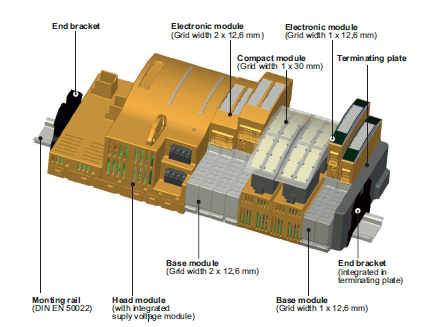 End bracket
Electronic module
(Grid width 2 x 12,6 mm)
Electronic module
(Grid width 1 x 12,6 mm)
Compact module
(Grid width 1 x 30 mm)
Terminating plate
Base module
(Grid width 2 x 12,6 mm)
End bracket
(integrated in
terminating plate)
Monting rail
(DIN EN 50022)
Head module
(with integrated
suply voltage module)
Base module
(Grid width 1 x 12,6 mm)